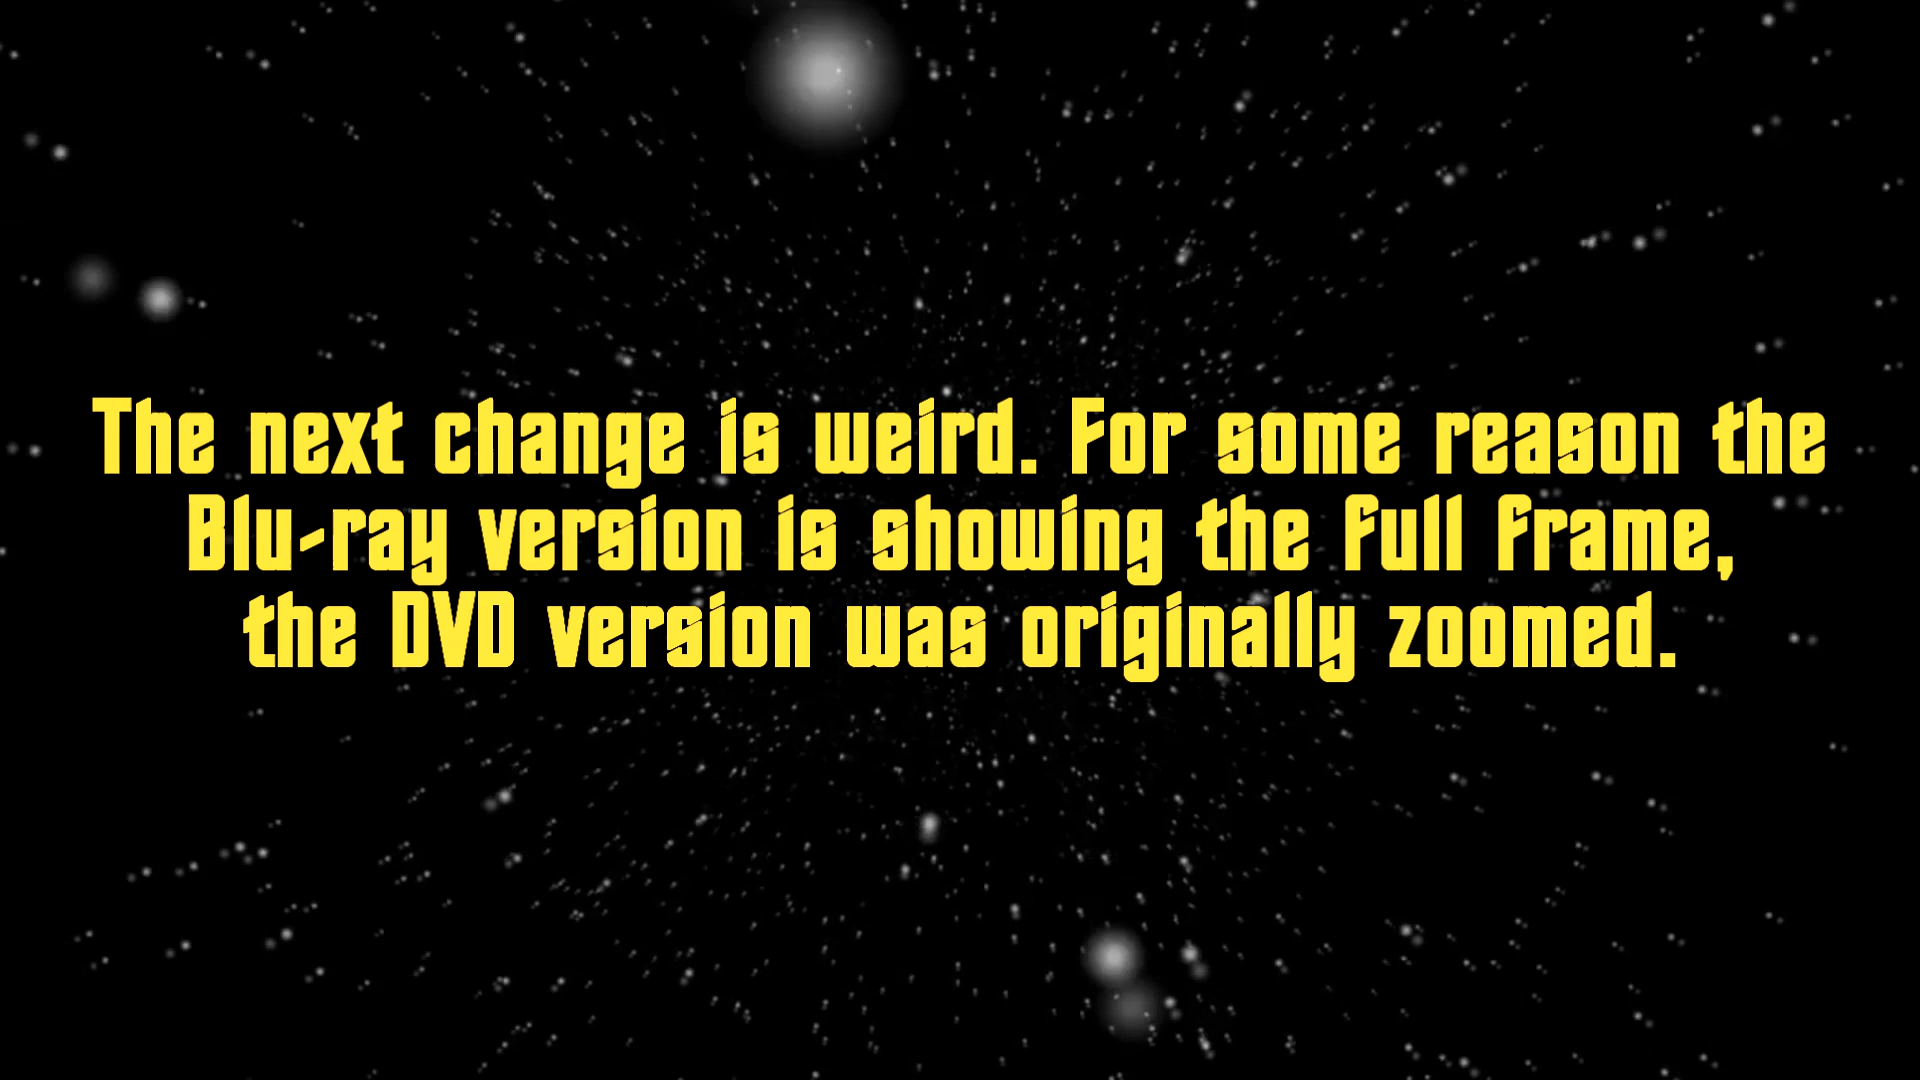 The next change is weird. For some reason the
Blu-ray version is showing the full frame,
the DVD version was originally zoomed.